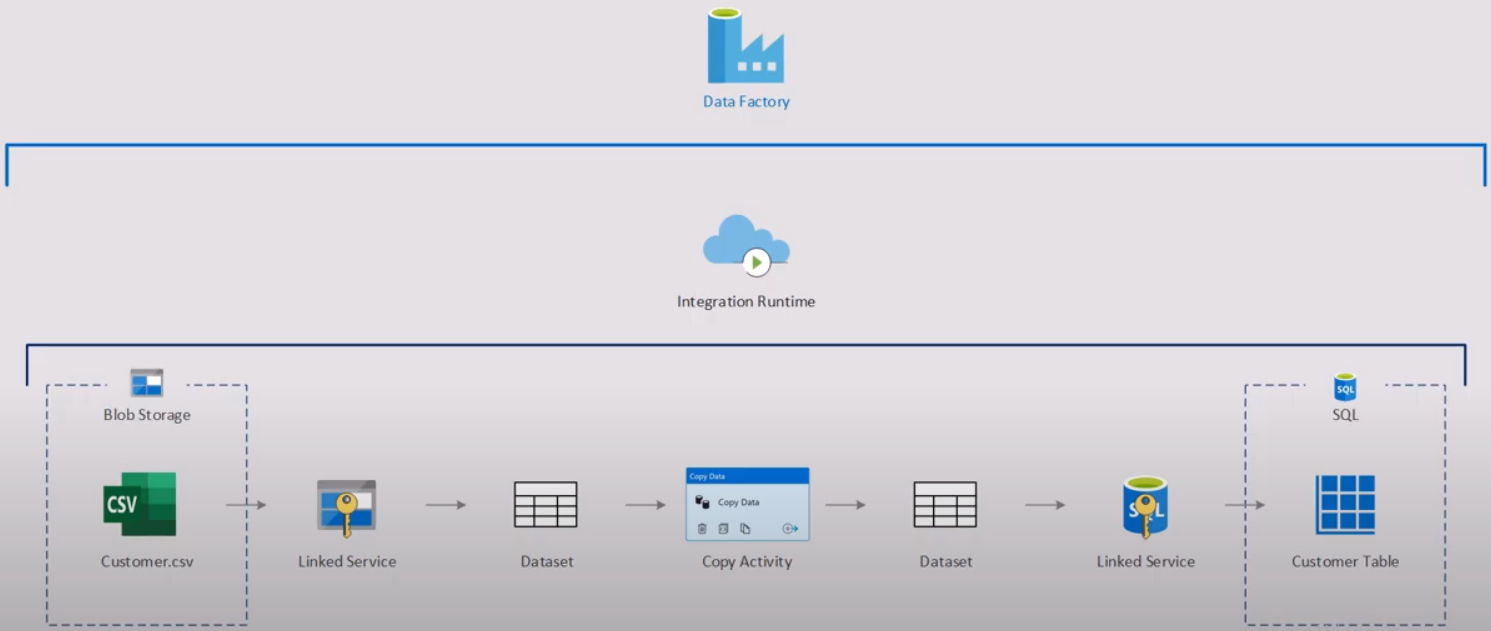 Data Factory
Integration Runtime
Blob Storage
SQL
SQL
CSV
Copy Data
Copy Data
SQL
Customer.csv
Linked Service
Dataset
Copy Activity
Dataset
Linked Service
Customer Table